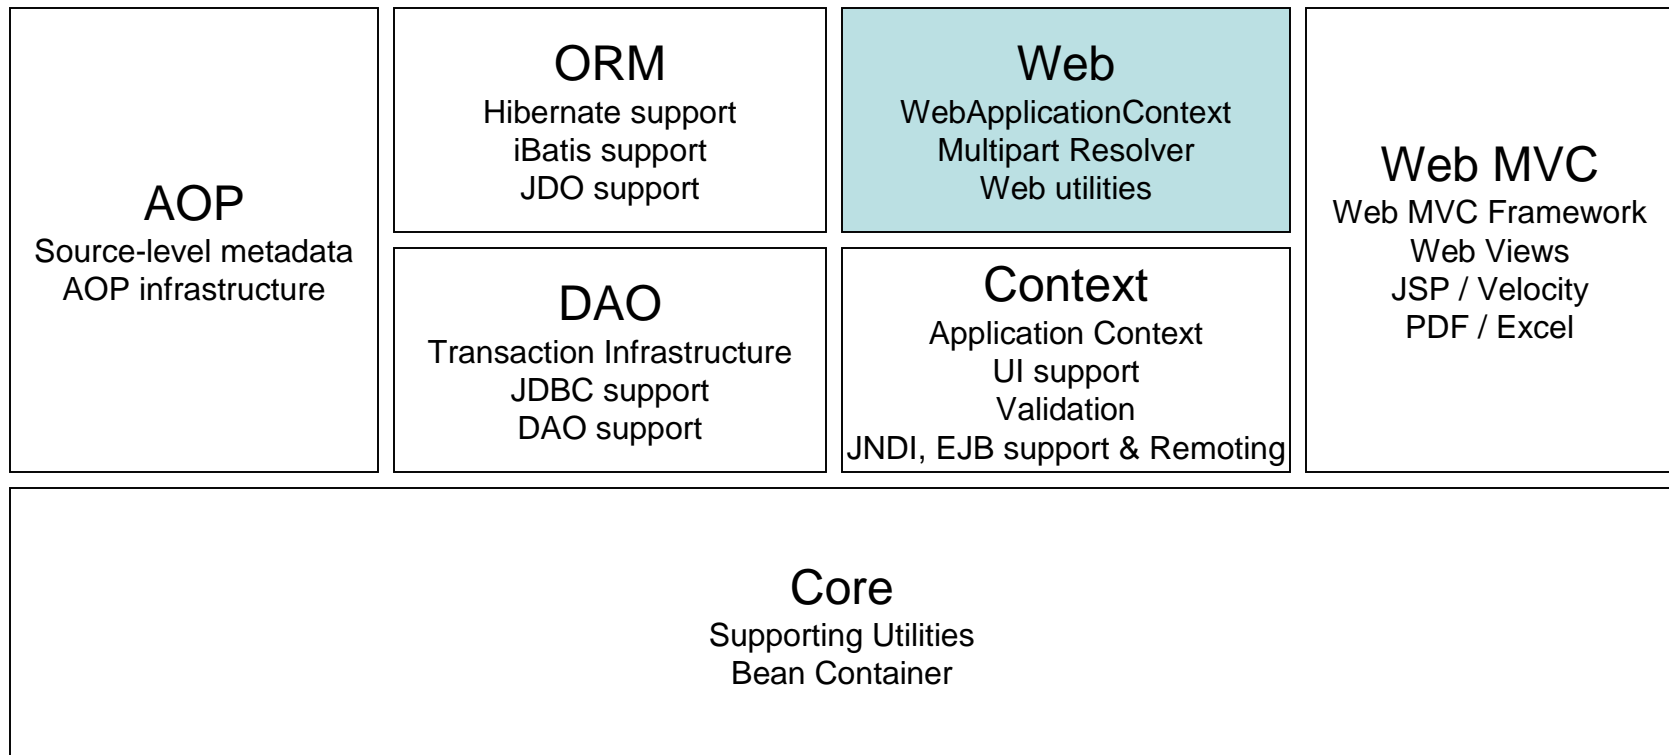 AOP
Source-level metadata
AOP infrastructure
ORM
Hibernate support
iBatis support
JDO support
DAO
Transaction Infrastructure
JDBC support
DAO support
Web
WebApplicationContext
Multipart Resolver
Web utilities
Context
Application Context
UI support
Validation
JNDI, EJB support & Remoting
Web MVC
Web MVC Framework
Web Views
JSP / Velocity
PDF / Excel
Core
Supporting Utilities
Bean Container